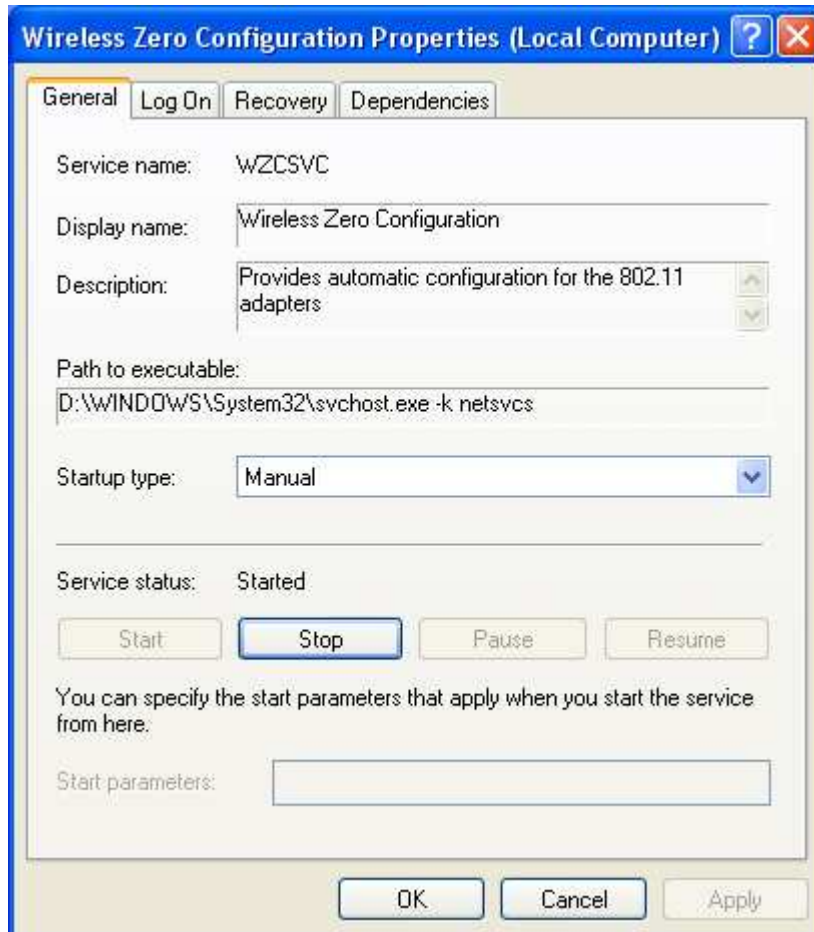 Wireless Zero Configuration Properties (Local Computer)
General Log On Recovery Dependencies
Service name: WZCSVC
Display name: Wireless Zero Configuration
Description: Provides automatic configuration for the 802.11
adapters
Path to executable:
D:\WINDOWS\System32\svchost.exe -k netsvcs
Startup type: Manual
Service status: Started
Start Stop Pause Resume
You can specify the start parameters that apply when you start the service
from here.
Start parameters:
OK Cancel Apply